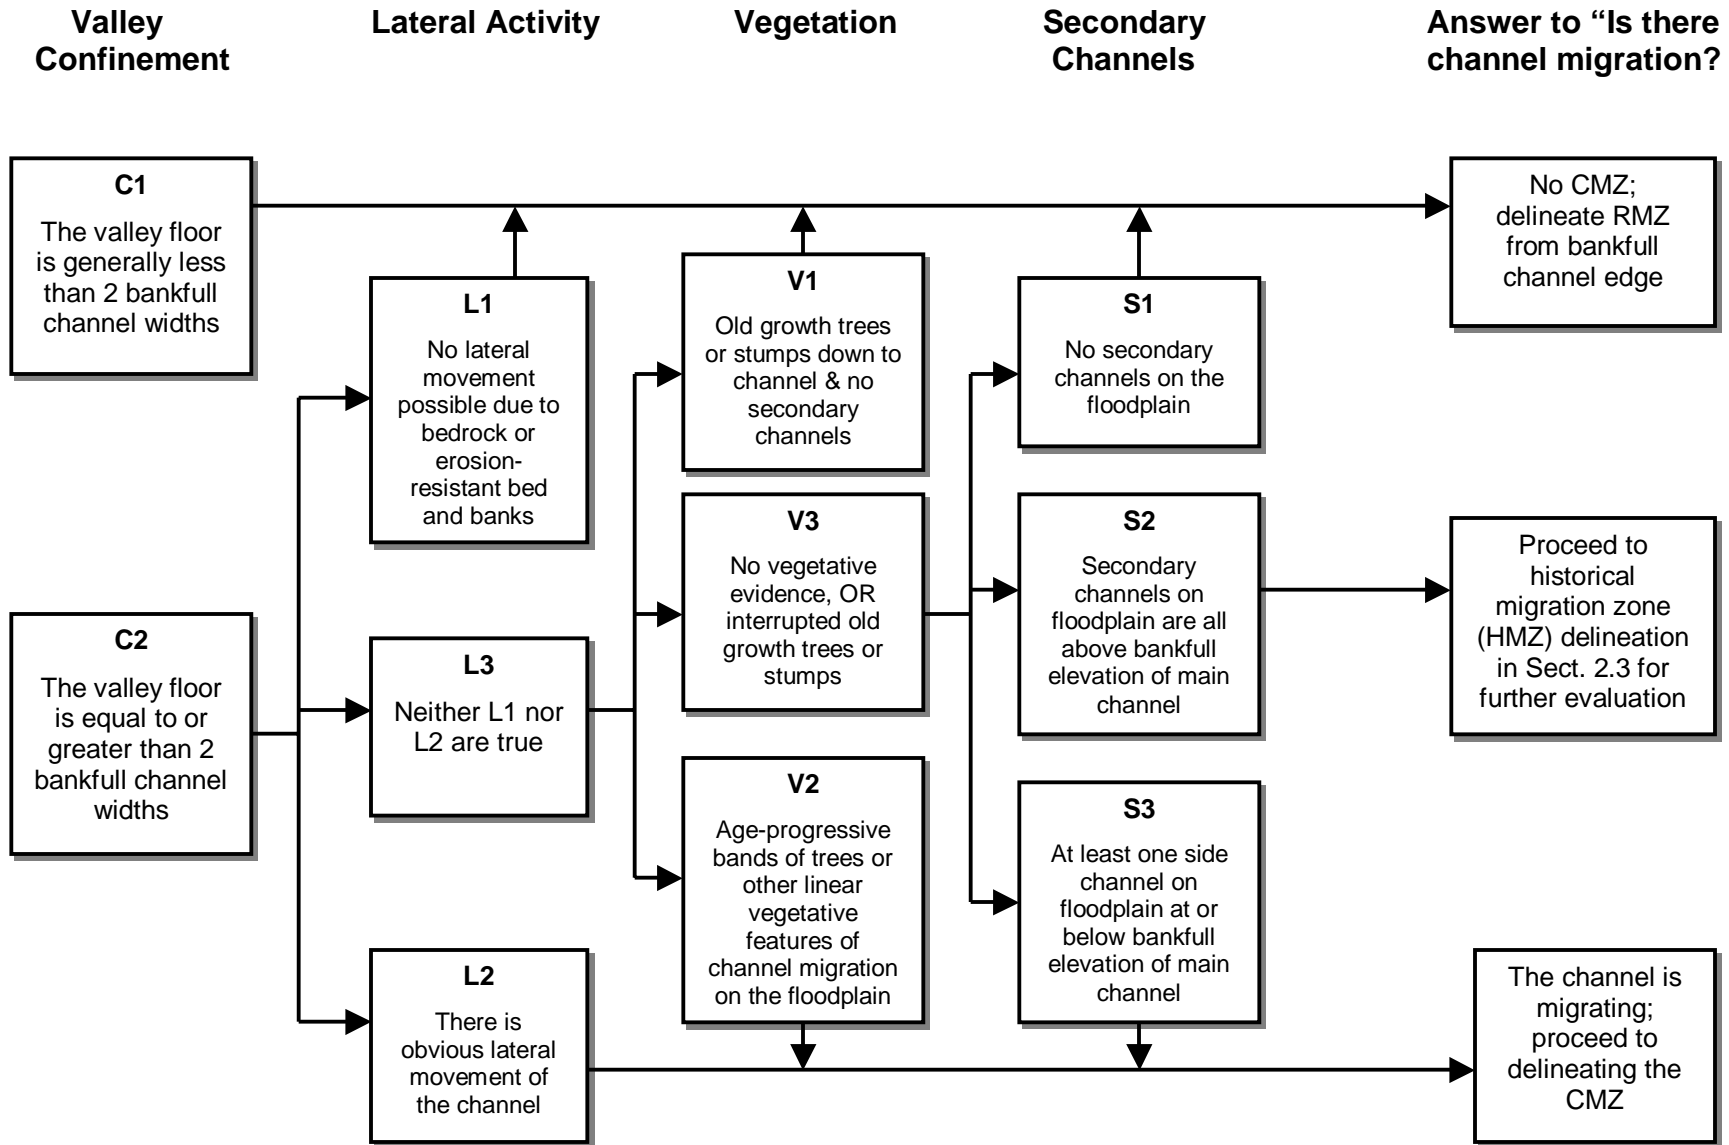 Valley
Confinement
Lateral Activity
Vegetation
Secondary
Channels
Answer to “Is there
channel migration?
C1
The valley floor
is generally less
than 2 bankfull
channel widths
C2
The valley floor
is equal to or
greater than 2
bankfull channel
widths
L1
No lateral
movement
possible due to
bedrock or
erosion-
resistant bed
and banks
L3
Neither L1 nor
L2 are true
L2
There is
obvious lateral
movement of
the channel
V1
Old growth trees
or stumps down to
channel & no
secondary
channels
V3
No vegetative
evidence, OR
interrupted old
growth trees or
stumps
V2
Age-progressive
bands of trees or
other linear
vegetative
features of
channel migration
on the floodplain
S1
No secondary
channels on the
floodplain
S2
Secondary
channels on
floodplain are all
above bankfull
elevation of main
channel
S3
At least one side
channel on
floodplain at or
below bankfull
elevation of main
channel
No CMZ;
delineate RMZ
from bankfull
channel edge
Proceed to
historical
migration zone
(HMZ) delineation
in Sect. 2.3 for
further evaluation
The channel is
migrating;
proceed to
delineating the
CMZ